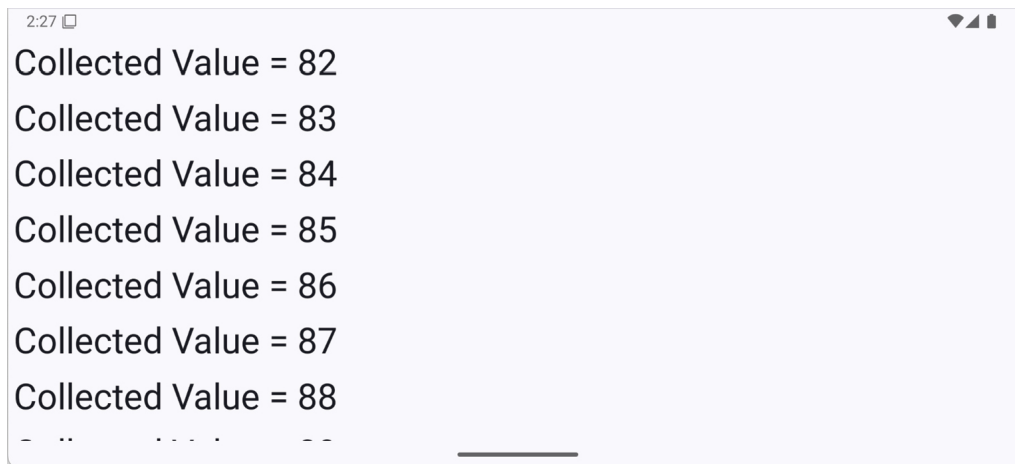 2:27
Collected Value = 82
Collected Value = 83
Collected Value = 84
Collected Value = 85
Collected Value = 86
Collected Value = 87
Collected Value = 88